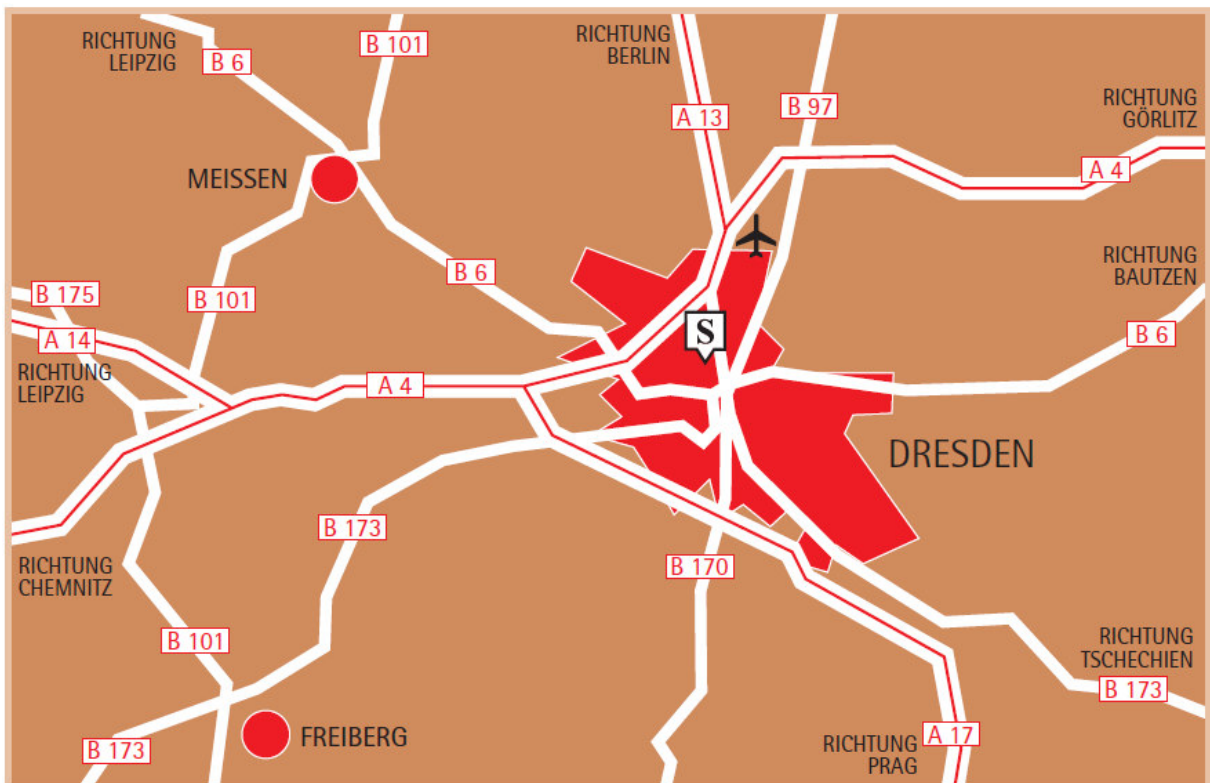 RICHTUNG
LEIPZIG
B 6
B 101
RICHTUNG
BERLIN
A 13
B 97
RICHTUNG
GÖRLITZ
A 4
MEISSEN
B 6
RICHTUNG
BAUTZEN
B 175
B 101
A 14
S
B 6
RICHTUNG
LEIPZIG
A 4
DRESDEN
B 173
RICHTUNG
CHEMNITZ
B 170
B 101
RICHTUNG
TSCHECHIEN
B 173
FREIBERG
B 173
RICHTUNG
PRAG
A 17